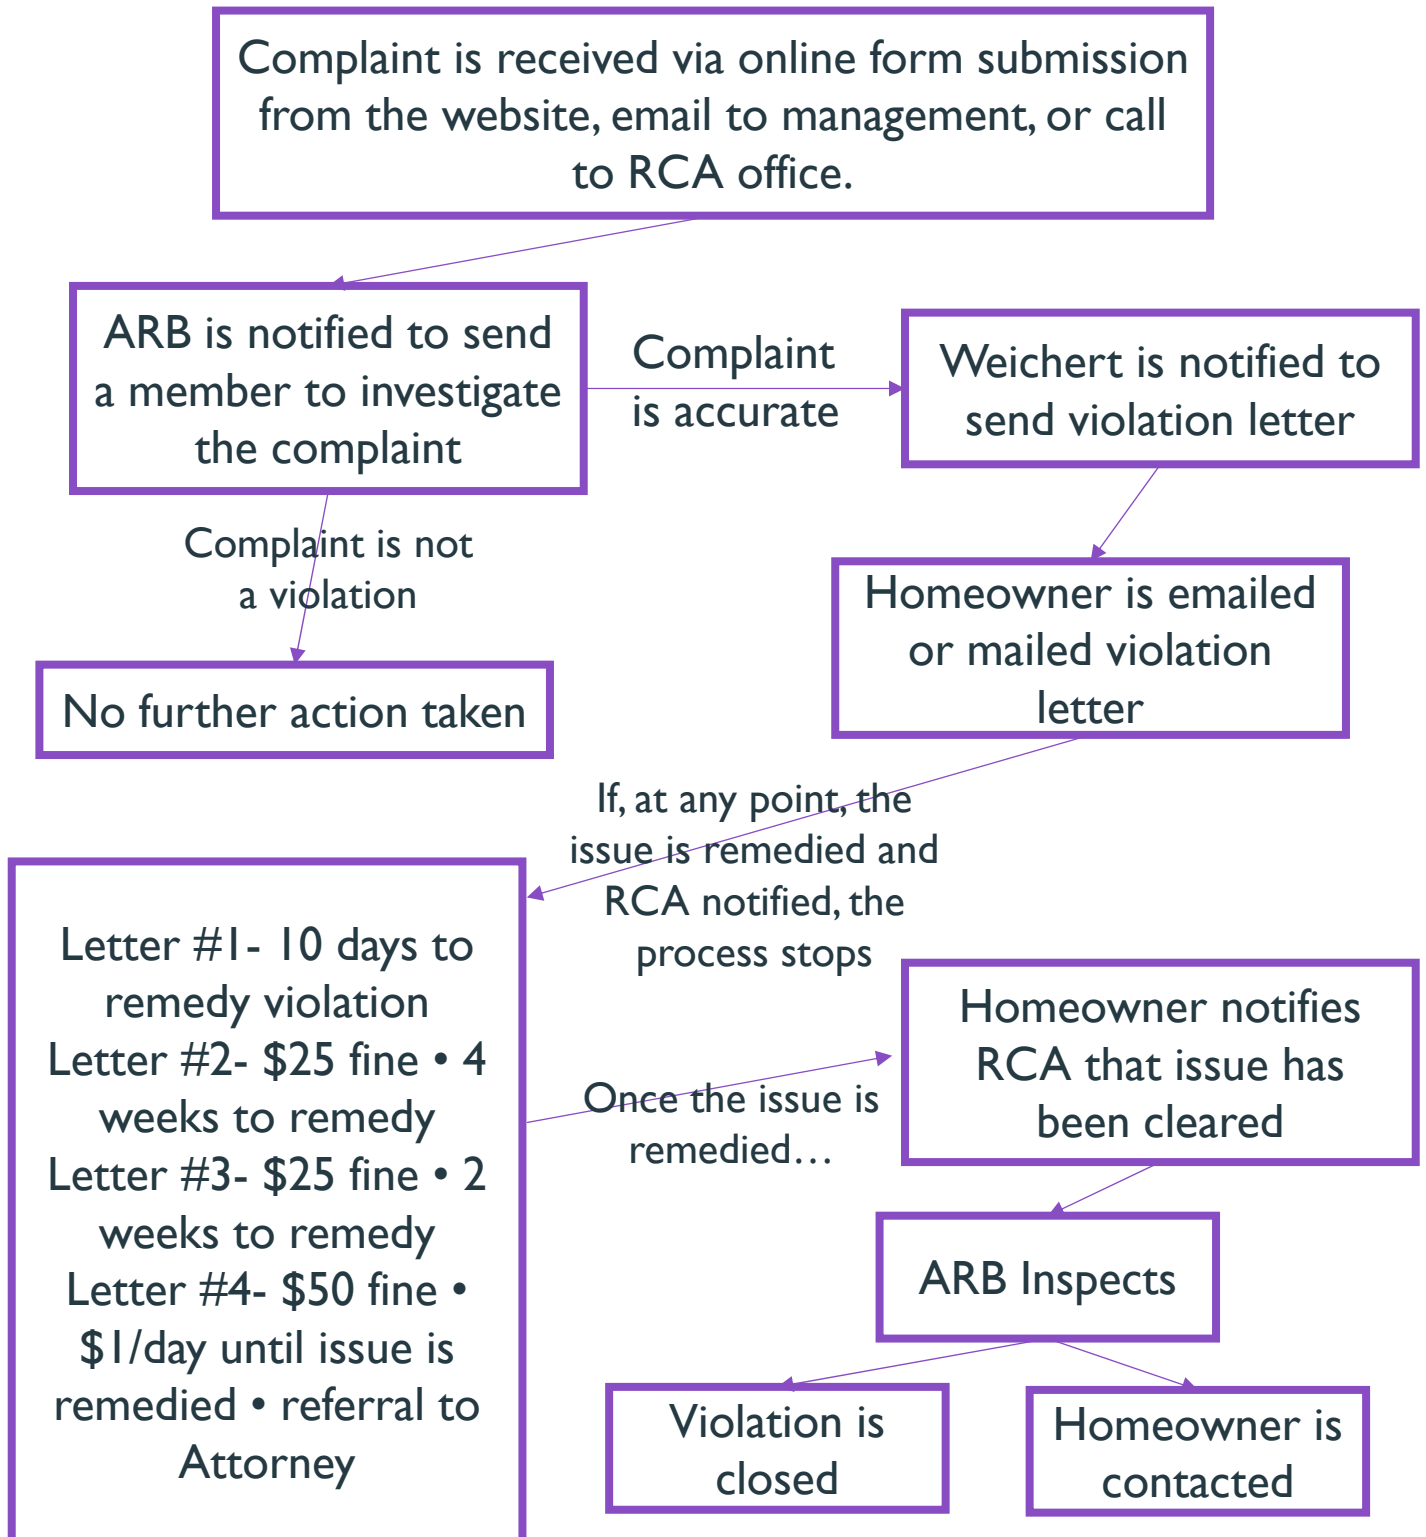 Complaint is received via online form submission
from the website, email to management, or call
to RCA office.
ARB is notified to send
a member to investigate
the complaint
Complaint
is accurate
Weichert is notified to
send violation letter
Complaint is not
a violation
No further action taken
Homeowner is emailed
or mailed violation
letter
If, at any point, the
issue is remedied and
RCA notified, the
process stops
Letter #1- 10 days to
remedy violation
Letter #2- $25 fine • 4
weeks to remedy
Letter #3- $25 fine • 2
weeks to remedy
Letter #4- $50 fine •
$1/day until issue is
remedied • referral to
Attorney
Once the issue is
remedied…
Homeowner notifies
RCA that issue has
been cleared
ARB Inspects
Violation is
closed
Homeowner is
contacted